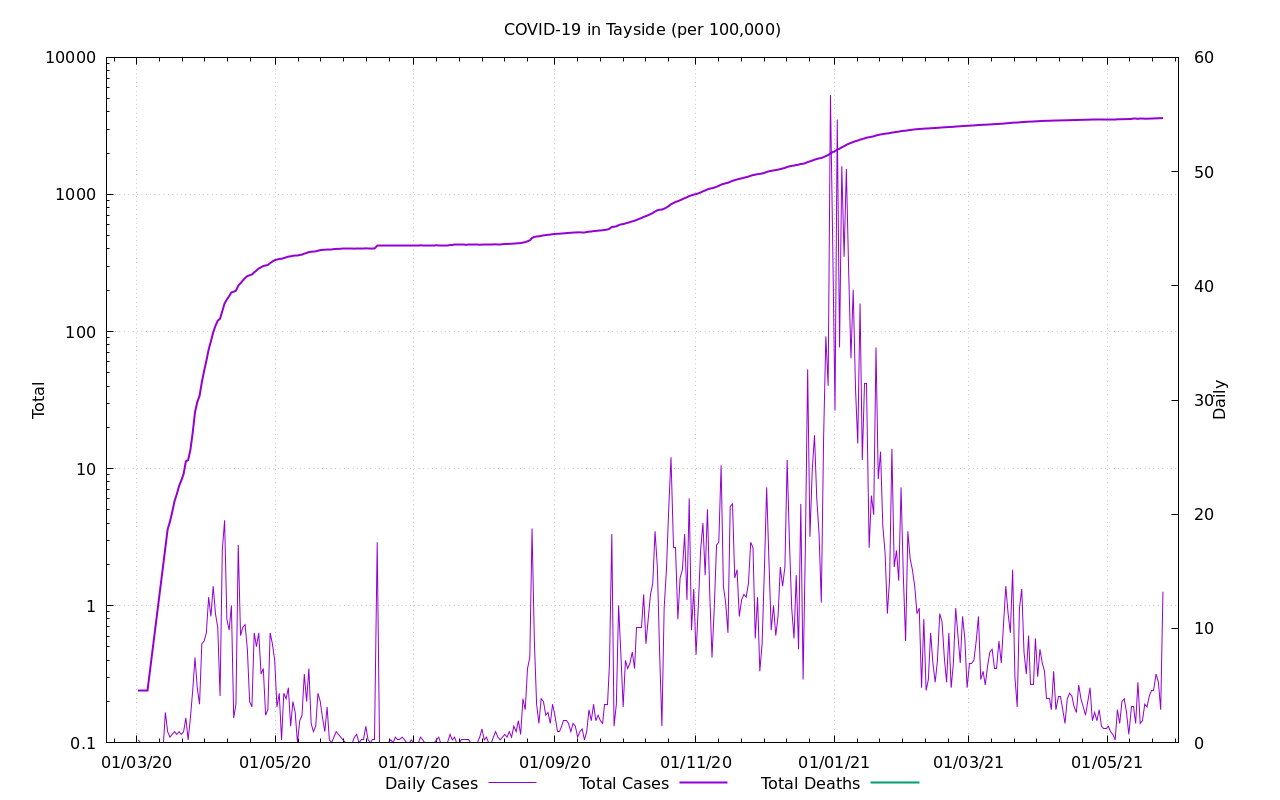 COVID-19 in Tayside (per 100,000)
10000
1000
100
10
1
0.1
Total
60
50
40
30
20
10
0
Daily
01/03/20 01/05/20 01/07/20 01/09/20 01/11/20 01/01/21 01/03/21 01/05/21
Daily Cases Total Cases Total Deaths